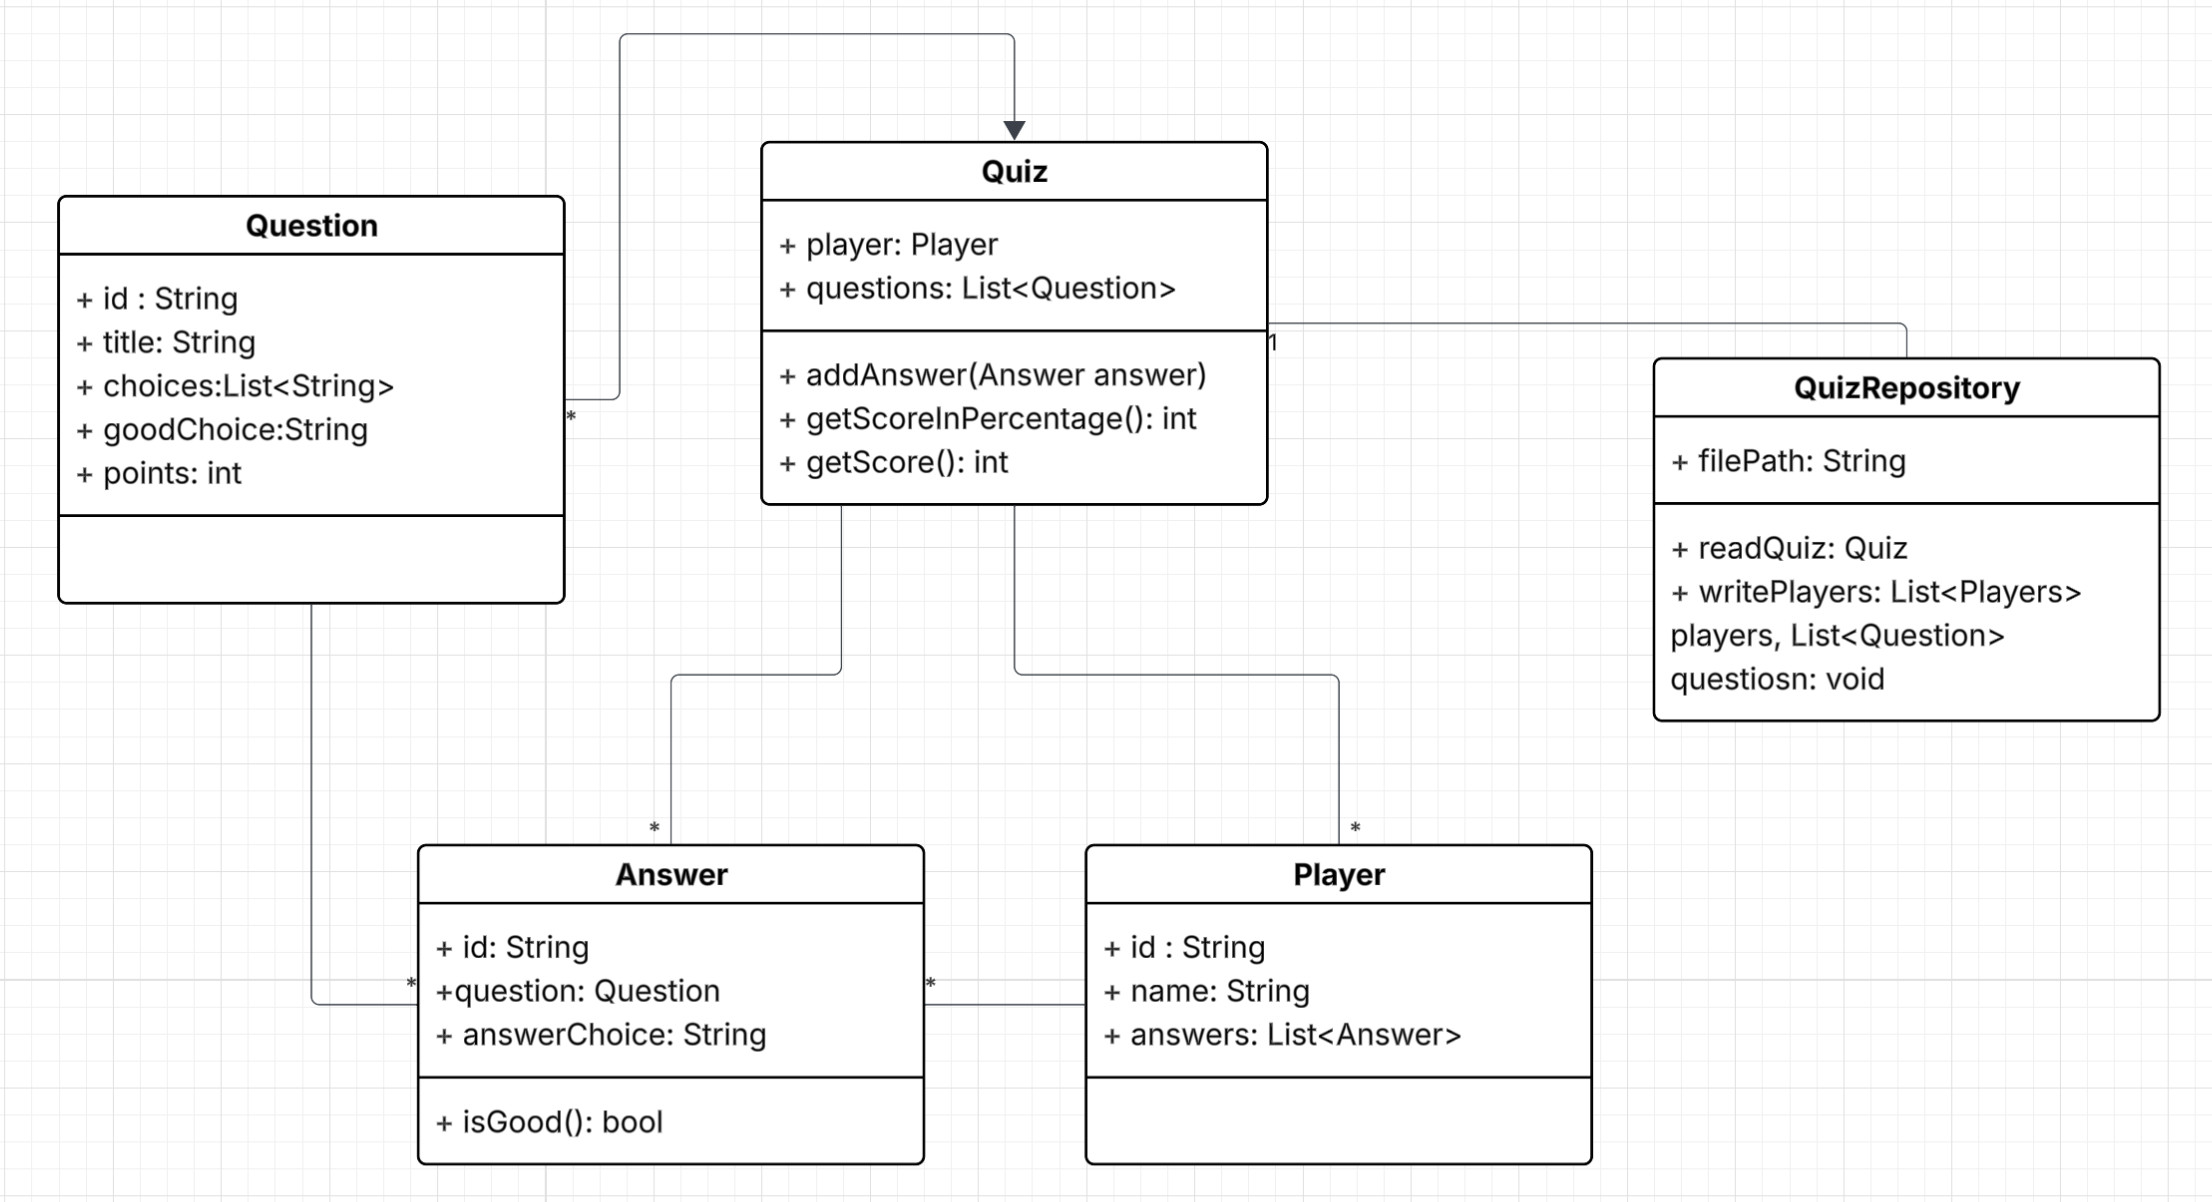 Question
+ id : String
+ title: String
+ choices:List<String>
+ goodChoice:String
+ points: int
*
Quiz
+ player: Player
+ questions: List<Question>
+ addAnswer(Answer answer)
+ getScoreInPercentage(): int
+ getScore(): int
1
QuizRepository
+ filePath: String
+ readQuiz: Quiz
+ writePlayers: List<Players>
players, List<Question>
questiosn: void
*
*
Answer
+ id: String
+question: Question
+ answerChoice: String
+ isGood(): bool
*
*
Player
+ id : String
+ name: String
+ answers: List<Answer>